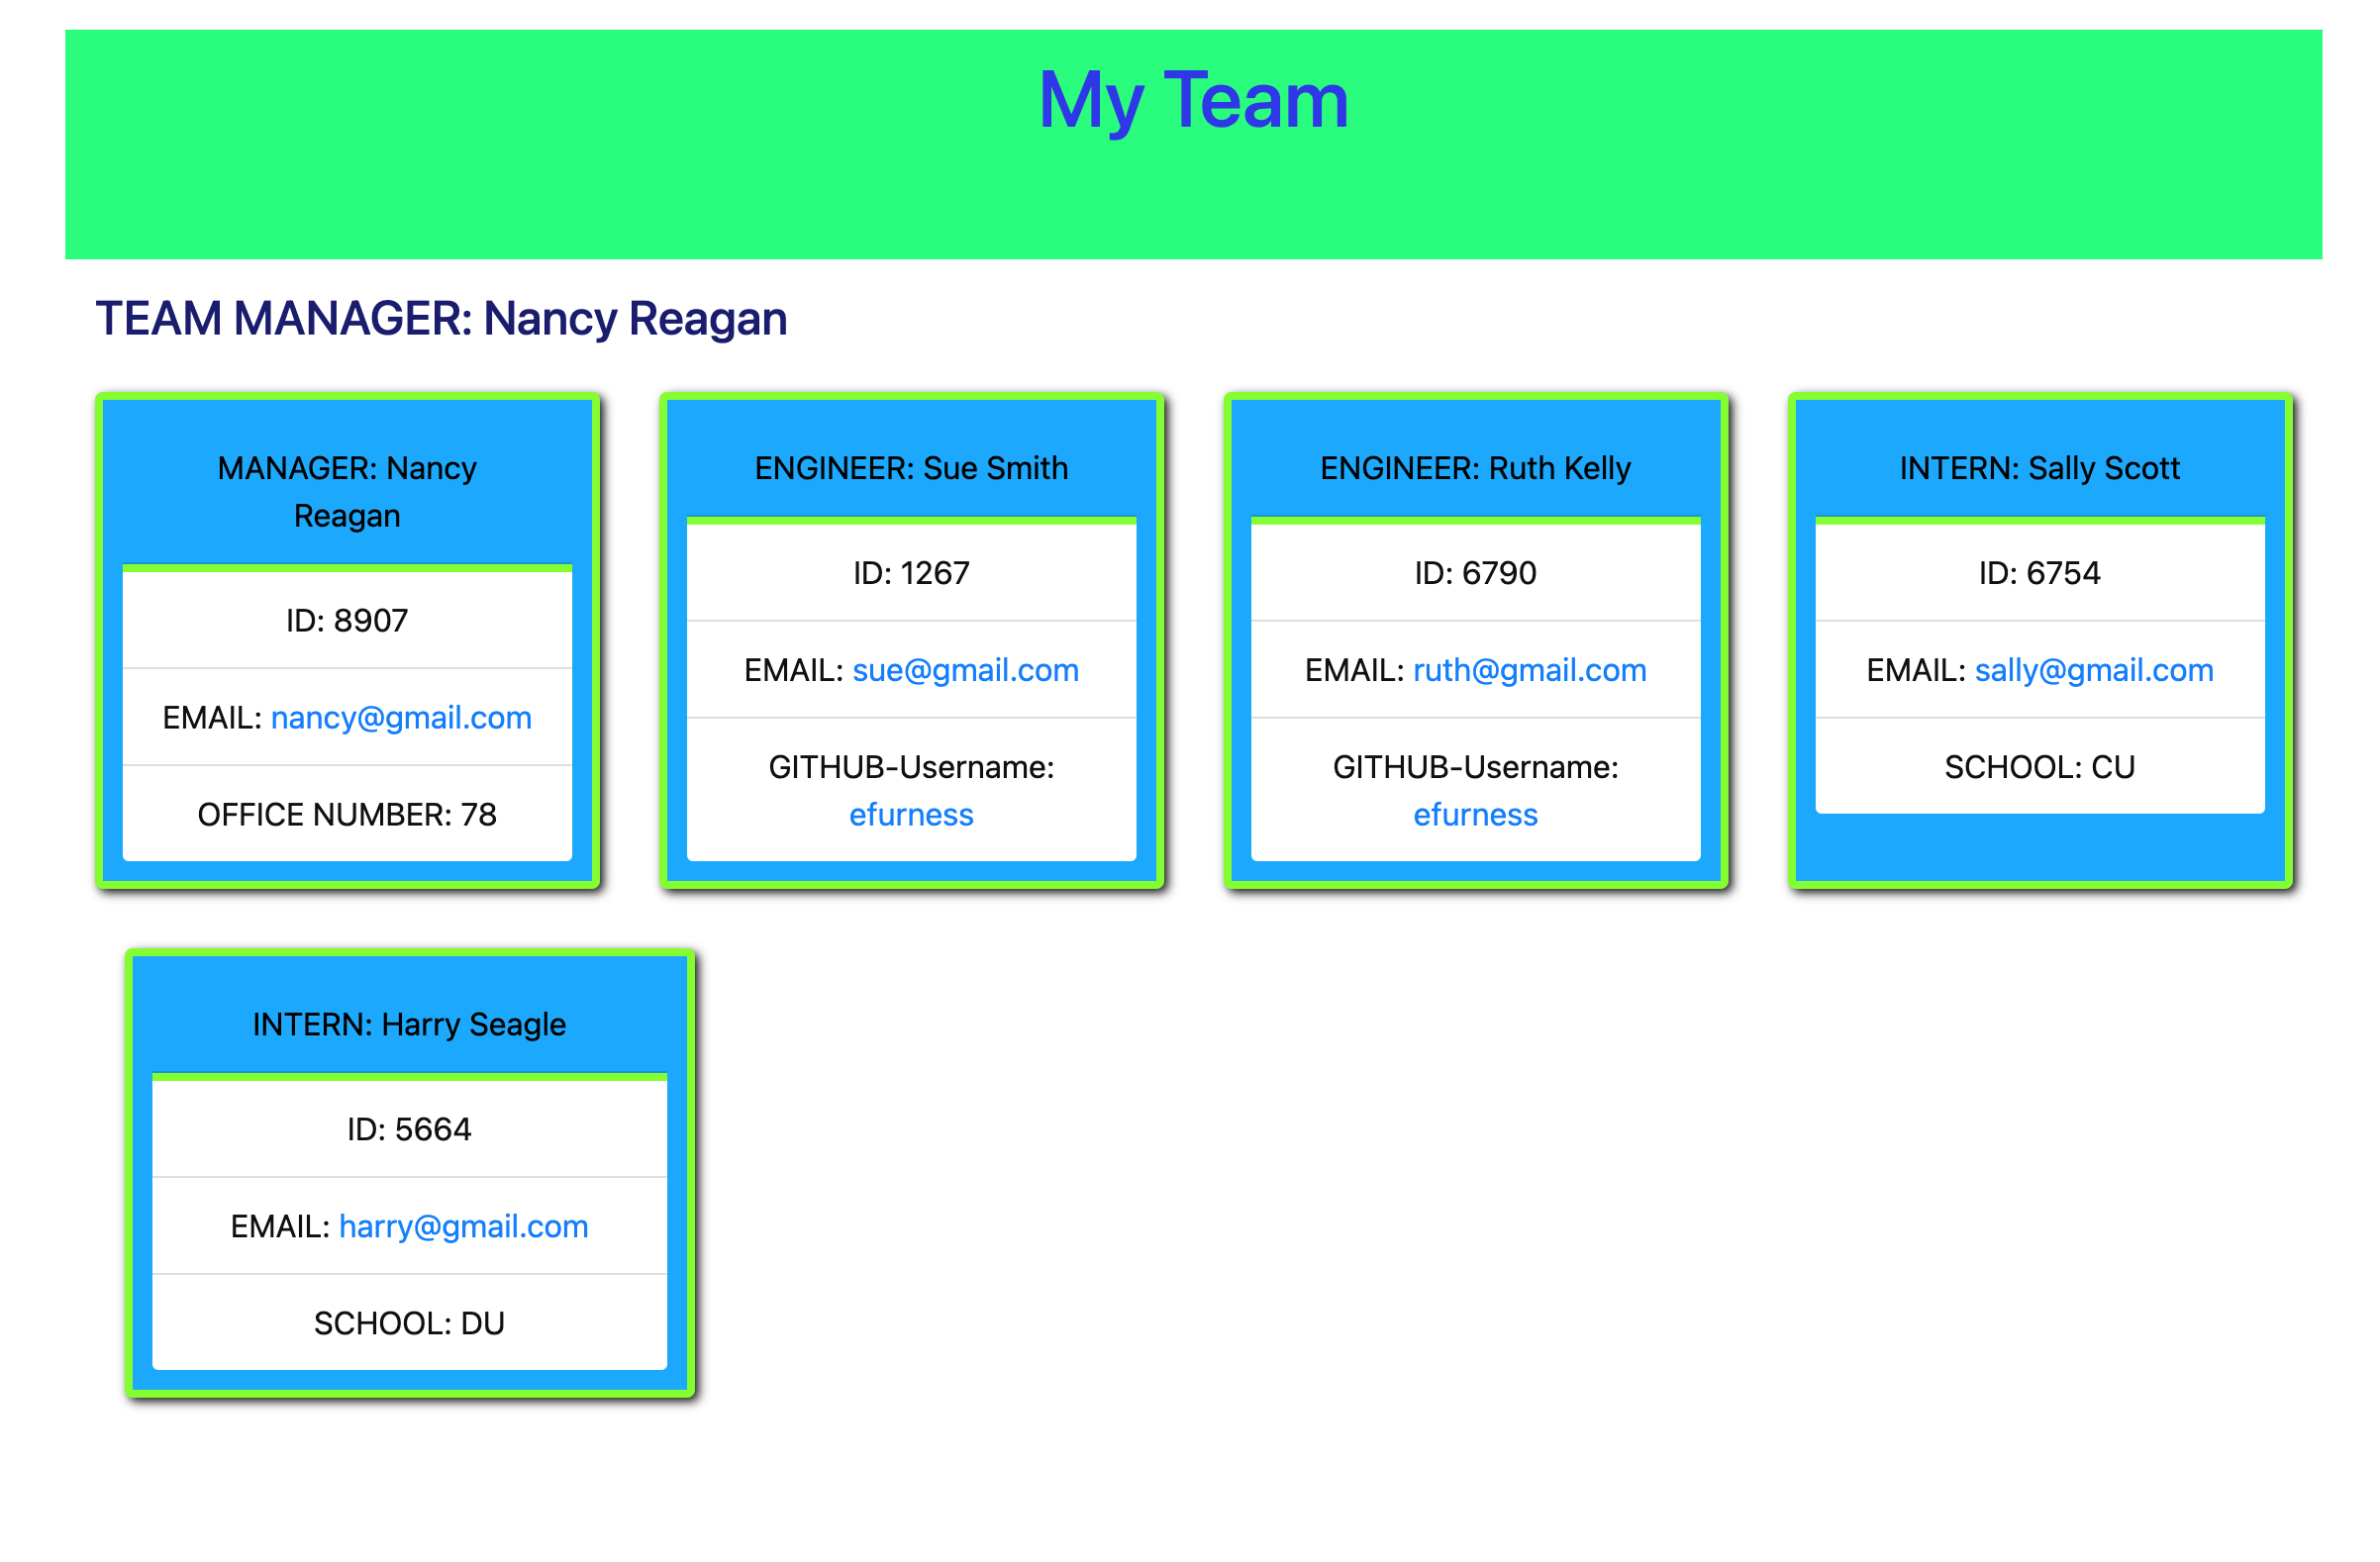 My Team
TEAM MANAGER: Nancy Reagan
MANAGER: Nancy
Reagan
ID: 8907
EMAIL: nancy@gmail.com
OFFICE NUMBER: 78
ENGINEER: Sue Smith
ID: 1267
EMAIL: sue@gmail.com
GITHUB-Username:
efurness
ENGINEER: Ruth Kelly
ID: 6790
EMAIL: ruth@gmail.com
GITHUB-Username:
efurness
INTERN: Sally Scott
ID: 6754
EMAIL: sally@gmail.com
SCHOOL: CU
INTERN: Harry Seagle
ID: 5664
EMAIL: harry@gmail.com
SCHOOL: DU